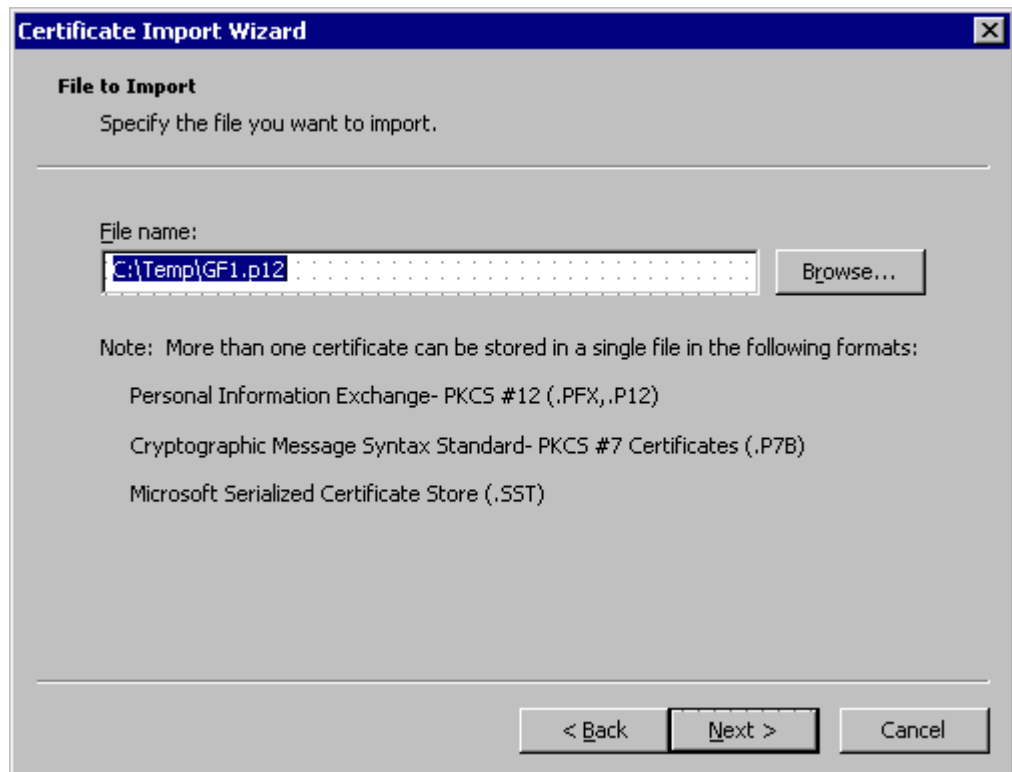 Certificate Import Wizard
File to Import
Specify the file you want to import.
File name:
C:\Temp\GF1.p12
Browse...
Note:  More than one certificate can be stored in a single file in the following formats:
Personal Information Exchange- PKCS #12 (.PFX,.P12)
Cryptographic Message Syntax Standard- PKCS #7 Certificates (.P7B)
Microsoft Serialized Certificate Store (.SST)
< Back
Next >
Cancel